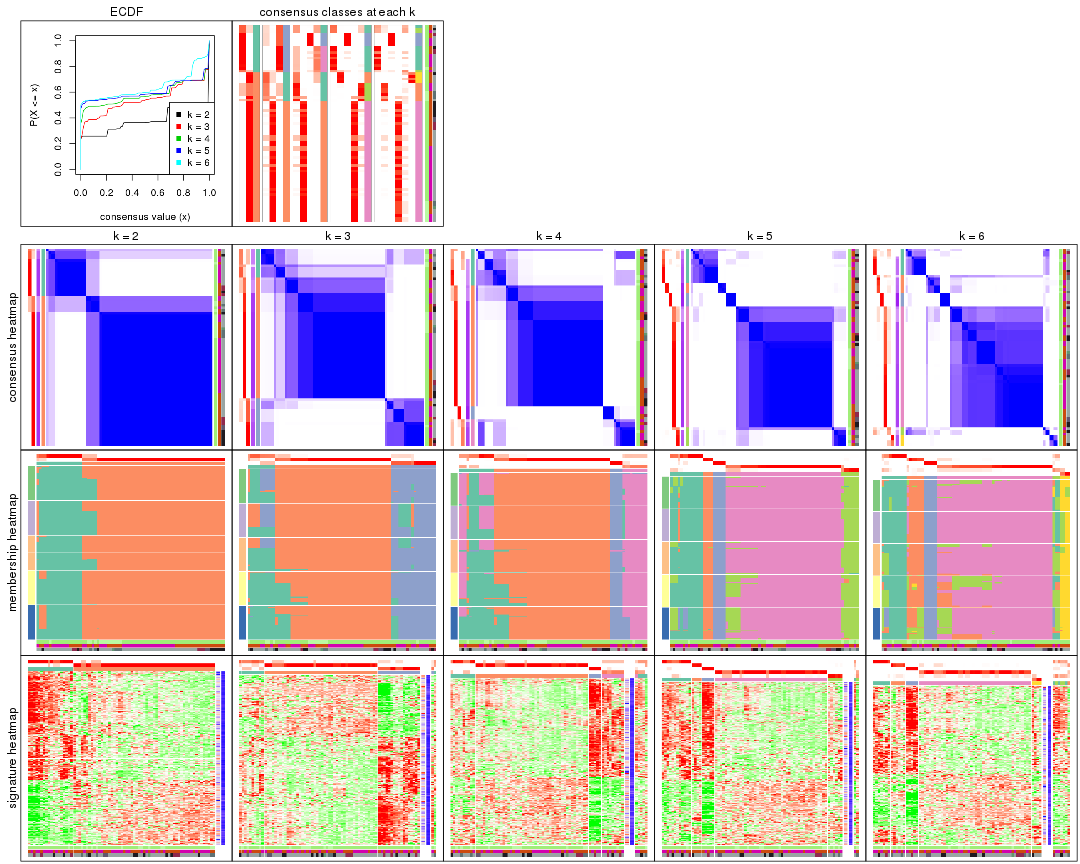 ECDF
consensus classes at each k
P(X <= x)
0.0 0.2 0.4 0.6 0.8 1.0
k = 2
k = 3
k = 4
k = 5
k = 6
0.0 0.2 0.4 0.6 0.8 1.0
consensus value (x)
k = 2 k = 3 k = 4 k = 5 k = 6
consensus heatmap
membership heatmap
signature heatmap